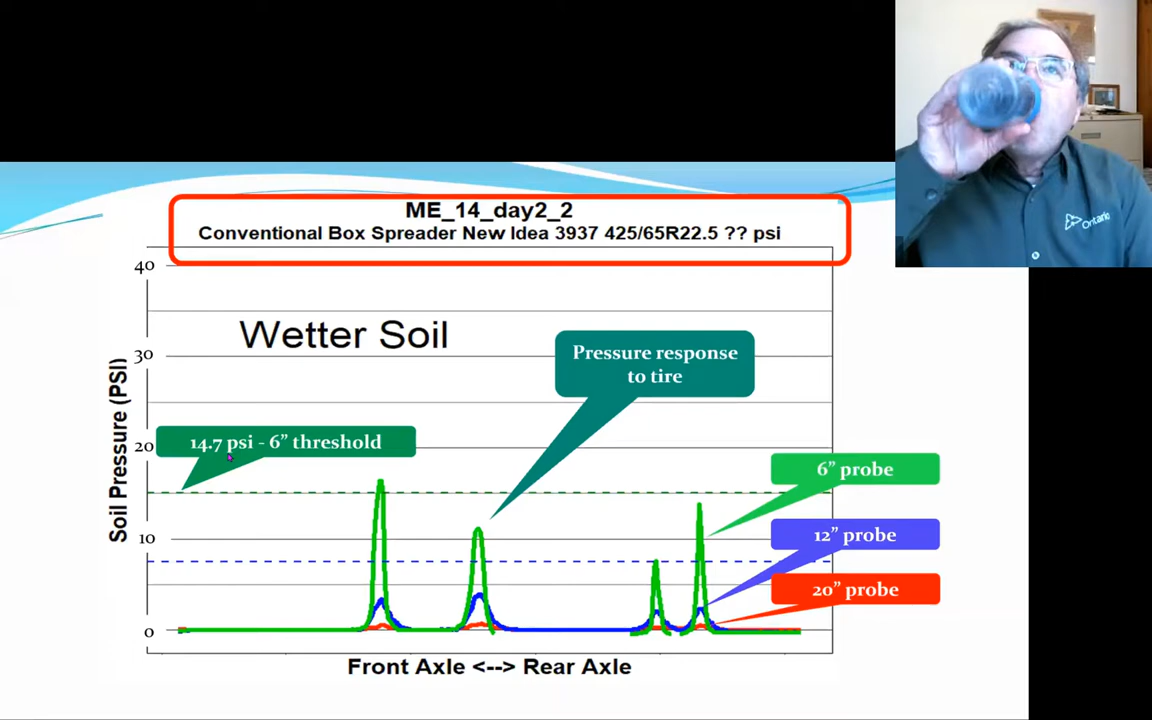 Ontario
ME_14_day2_2
Conventional Box Spreader New Idea 3937 425/65R22.5 ?? psi
40
Wetter Soil
30
Pressure response
to tire
20
14.7 psi - 6” threshold
6” probe
10
12” probe
20” probe
0
Soil Pressure (PSI)
Front Axle <--> Rear Axle